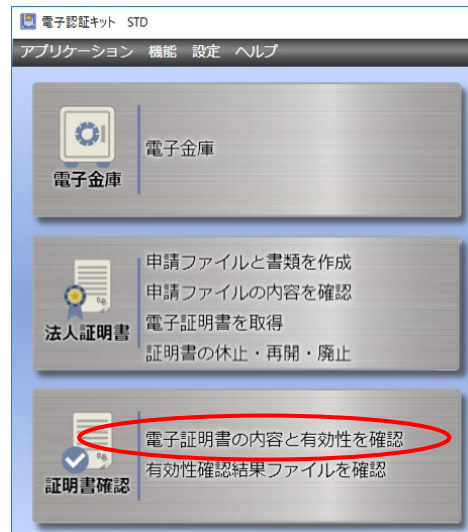 電子認証キット STD
アプリケーション 機能 設定 ヘルプ
電子金庫
電子金庫
申請ファイルと書類を作成
申請ファイルの内容を確認
電子証明書を取得
証明書の休止・再開・廃止
法人証明書
電子証明書の内容と有効性を確認
有効性確認結果ファイルを確認
証明書確認